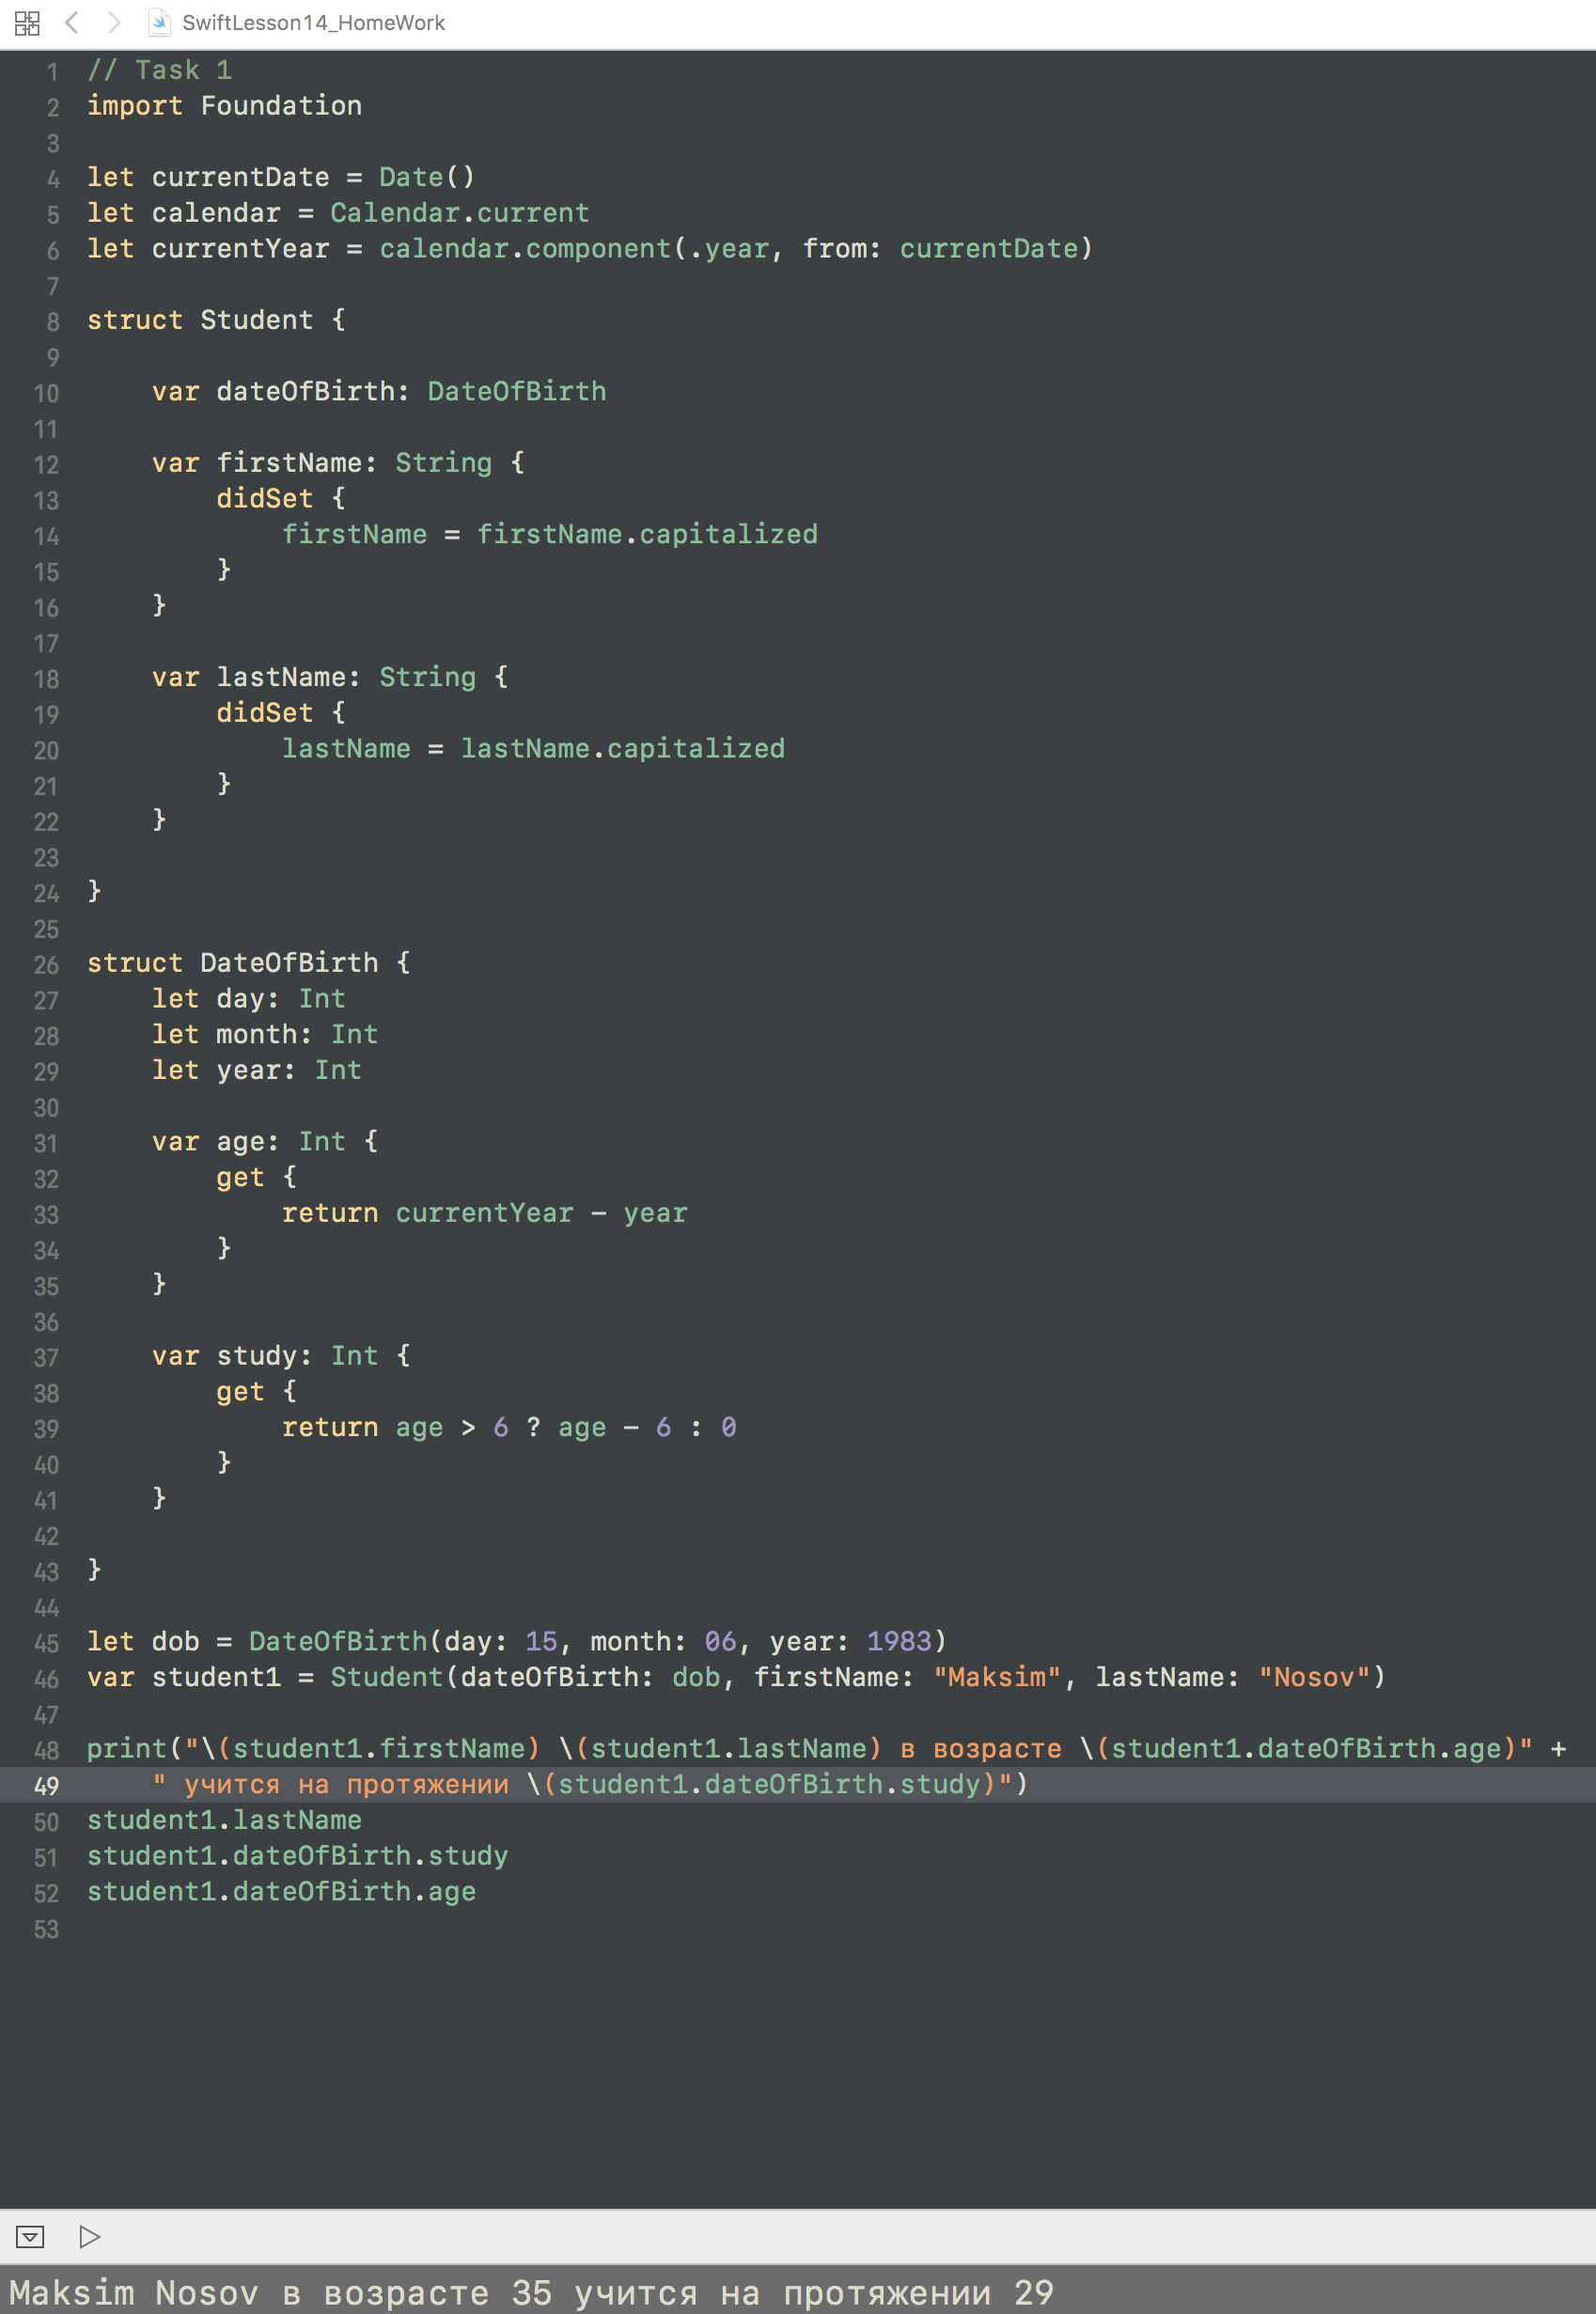 SwiftLesson14_HomeWork
1 // Task 1
2 import Foundation
3
4 let currentDate = Date()
5 let calendar = Calendar.current
6 let currentYear = calendar.component(.year, from: currentDate)
7
8 struct Student {
9
10     var dateOfBirth: DateOfBirth
11
12     var firstName: String {
13         didSet {
14             firstName = firstName.capitalized
15         }
16     }
17
18     var lastName: String {
19         didSet {
20             lastName = lastName.capitalized
21         }
22     }
23
24 }
25
26 struct DateOfBirth {
27     let day: Int
28     let month: Int
29     let year: Int
30
31     var age: Int {
32         get {
33             return currentYear - year
34         }
35     }
36
37     var study: Int {
38         get {
39             return age > 6 ? age - 6 : 0
40         }
41     }
42
43 }
44
45 let dob = DateOfBirth(day: 15, month: 06, year: 1983)
46 var student1 = Student(dateOfBirth: dob, firstName: "Maksim", lastName: "Nosov")
47
48 print("\(student1.firstName) \(student1.lastName) в возрасте \(student1.dateOfBirth.age)" +
49     " учится на протяжении \(student1.dateOfBirth.study)")
50 student1.lastName
51 student1.dateOfBirth.study
52 student1.dateOfBirth.age
53
Maksim Nosov в возрасте 35 учится на протяжении 29